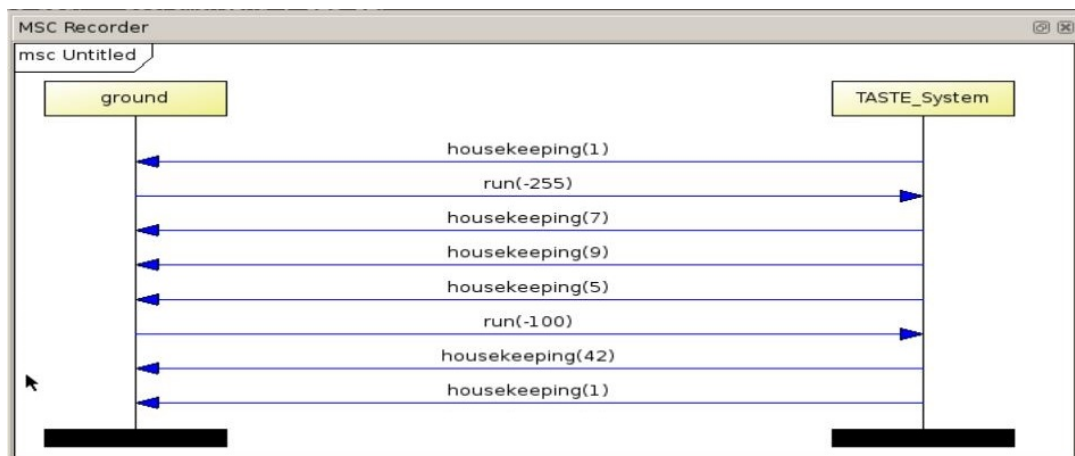 MSC Recorder
msc Untitled
ground
TASTE_System
housekeeping(1)
run(-255)
housekeeping(7)
housekeeping(9)
housekeeping(5)
run(-100)
housekeeping(42)
housekeeping(1)